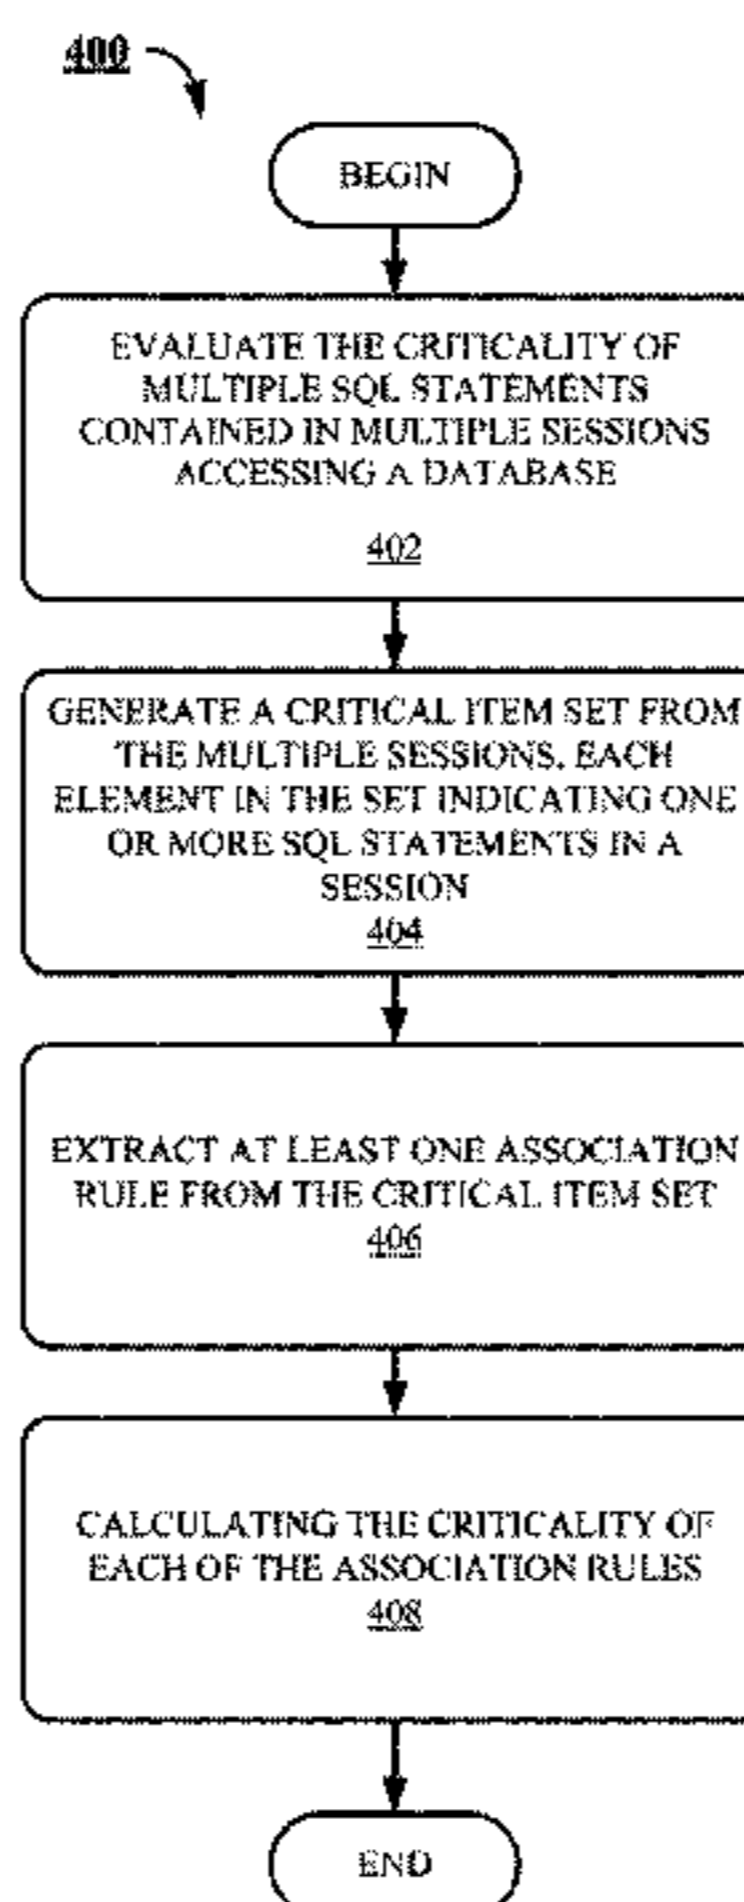 400
BEGIN
EVALUATE THE CRITICALITY OF
MULTIPLE SQL STATEMENTS
CONTAINED IN MULTIPLE SESSIONS
ACCESSING A DATABASE
402
GENERATE A CRITICAL ITEM SET FROM
THE MULTIPLE SESSIONS, EACH
ELEMENT IN THE SET INDICATING ONE
OR MORE SQL STATEMENTS IN A
SESSION
404
EXTRACT AT LEAST ONE ASSOCIATION
RULE FROM THE CRITICAL ITEM SET
406
CALCULATING THE CRITICALITY OF
EACH OF THE ASSOCIATION RULES
408
END